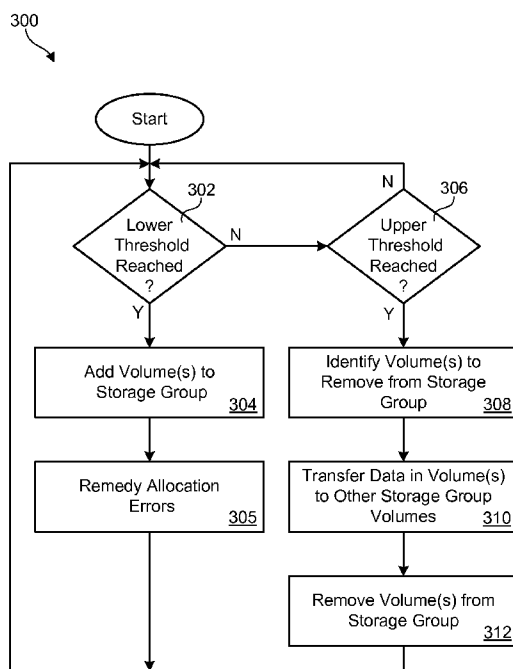 300
Start
302
Lower
Threshold
Reached
?
N
Y
N
306
Upper
Threshold
Reached
?
Y
Add Volume(s) to
Storage Group
304
Remedy Allocation
Errors
305
Identify Volume(s) to
Remove from Storage
Group
308
Transfer Data in Volume(s)
to Other Storage Group
Volumes
310
Remove Volume(s) from
Storage Group
312